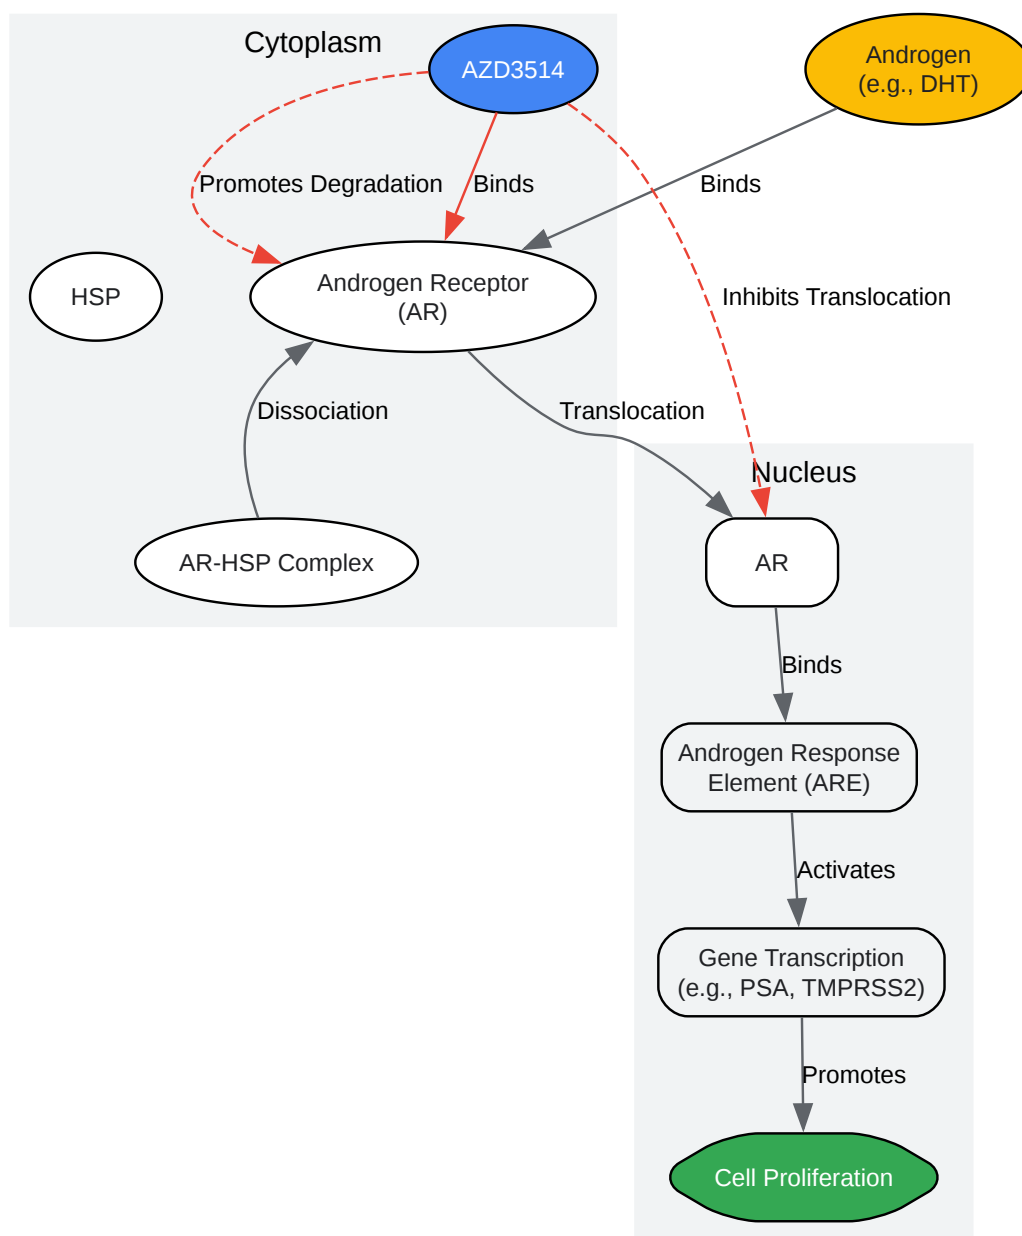 Cytoplasm
AZD3514
Androgen
(e.g., DHT)
Promotes Degradation
Binds
Binds
HSP
Androgen Receptor
(AR)
Inhibits Translocation
Dissociation
Translocation
Nucleus
AR-HSP Complex
AR
Binds
Androgen Response
Element (ARE)
Activates
Gene Transcription
(e.g., PSA, TMPRSS2)
Promotes
Cell Proliferation